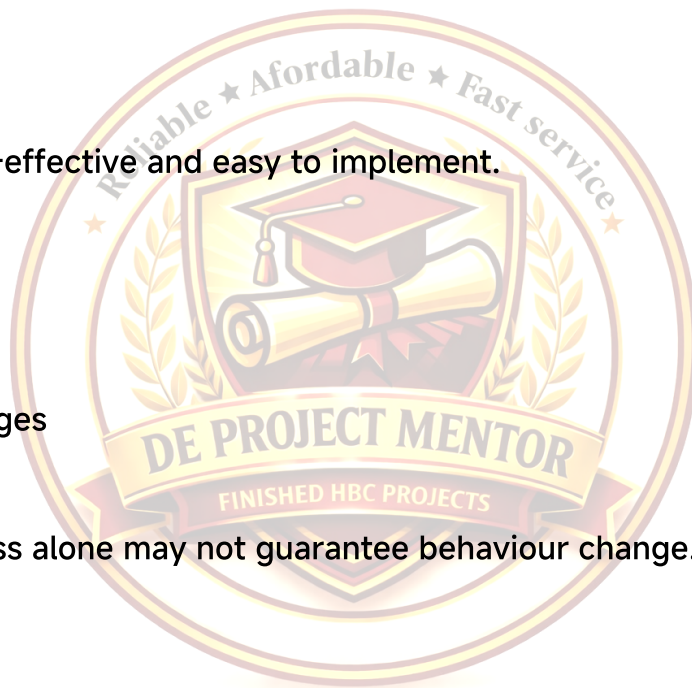 Reliable ★ Afordable ★ Fast service
-effective and easy to implement.
ges
DE PROJECT MENTOR
FINISHED HBC PROJECTS
ss alone may not guarantee behaviour change.